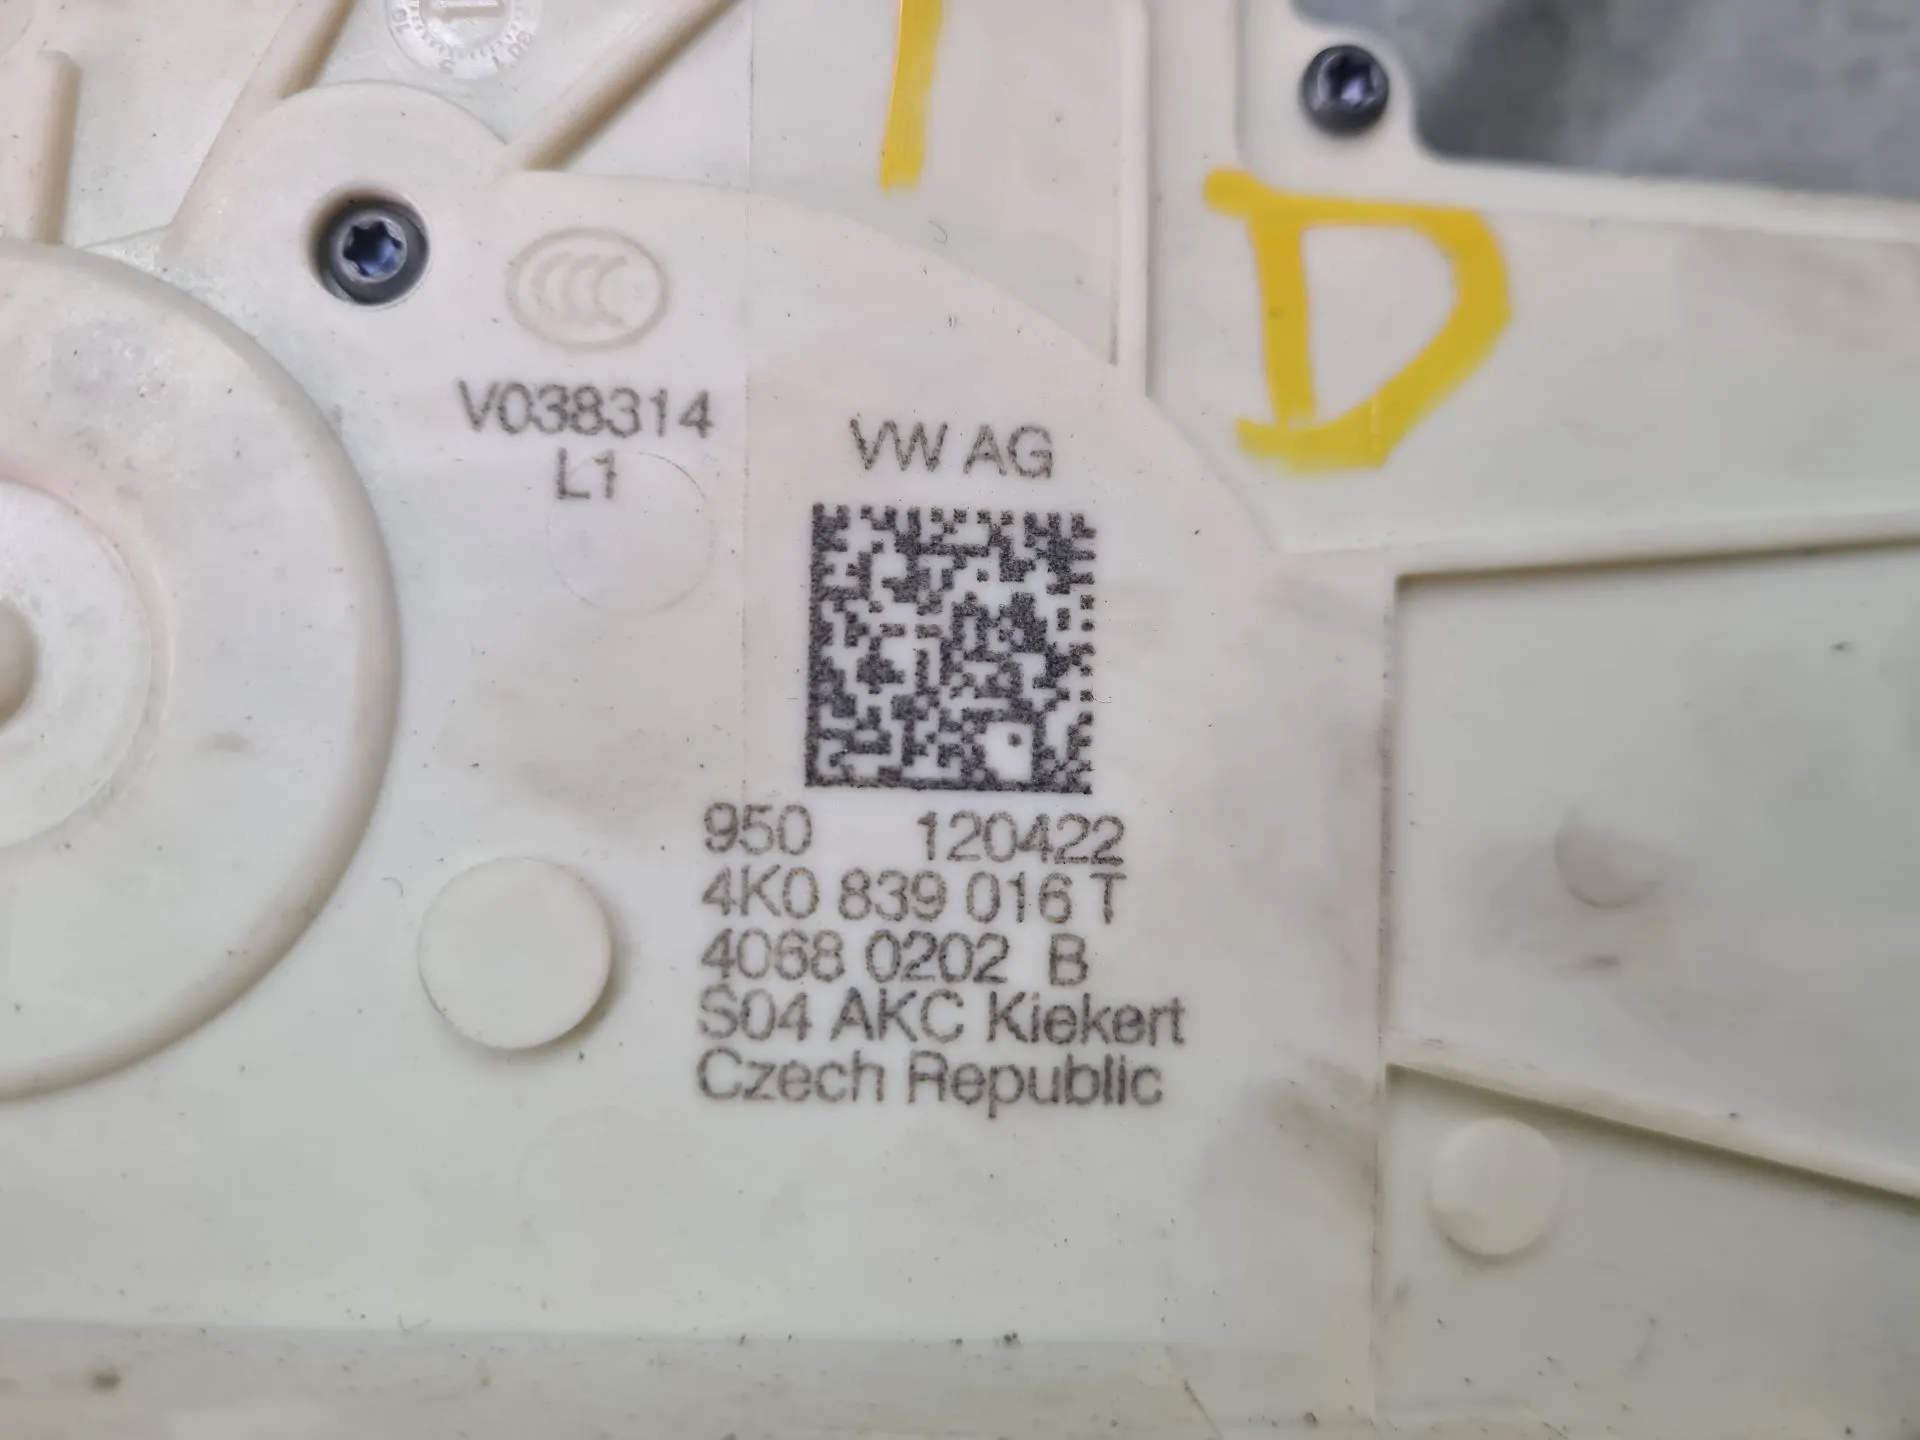 D
V038314
L1
VW AG
950 120422
4K0 839 016 T
4068 0202 B
S04 AKC Kiekert
Czech Republic